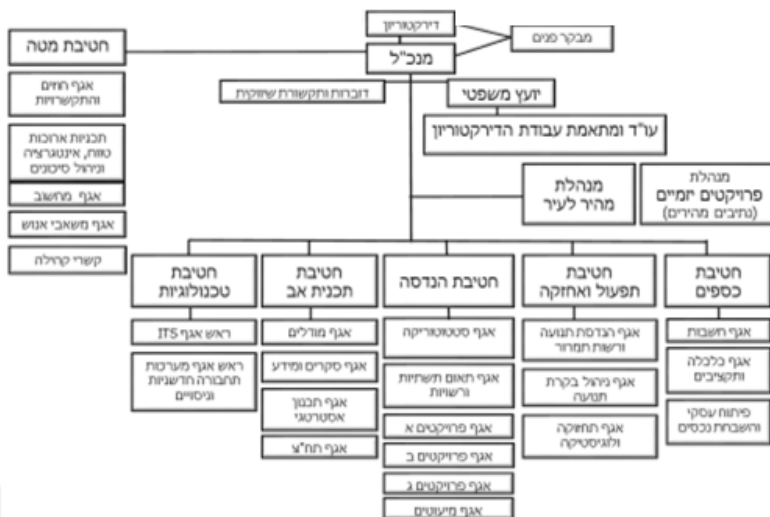 דירקטוריון
מבקר פנים
מנכ"ל
חטיבת מטה
אגף חוזים
והתקשרויות
תכניות ארוכות
טווח, אינטגרציה
וניהול סיכונים
אגף מחשוב
אגף משאבי אנוש
קשרי קהילה
דוברות ותקשורת שיווקית
יועץ משפטי
עו"ד ומתאמת עבודת הדירקטוריון
מנהלת
מהיר לעיר
מנהלת
פרויקטים יזמיים
(נתיבים מהירים)
חטיבת
כספים
אגף חשבות
אגף כלכלה
ותקציבים
פיתוח עסקי
והשבחת נכסים
חטיבת
תפעול ואחזקה
אגף הנדסת תנועה
ורשות תמרור
אגף ניהול בקרת
תנועה
אגף תחזוקה
ולוגיסטיקה
חטיבת הנדסה
אגף סטטוטוריקה
אגף תאום תשתיות
ורשויות
אגף פרויקטים א
אגף פרויקטים ב
אגף פרויקטים ג
אגף מיעוטים
חטיבת
תכנית אב
אגף מודלים
אגף סקרים ומידע
אגף תכנון
אסטרטגי
אגף תח"צ
חטיבת
טכנולוגיות
ראש אגף ITS
ראש אגף מערכות
תחבורה חדשניות
וניסויים